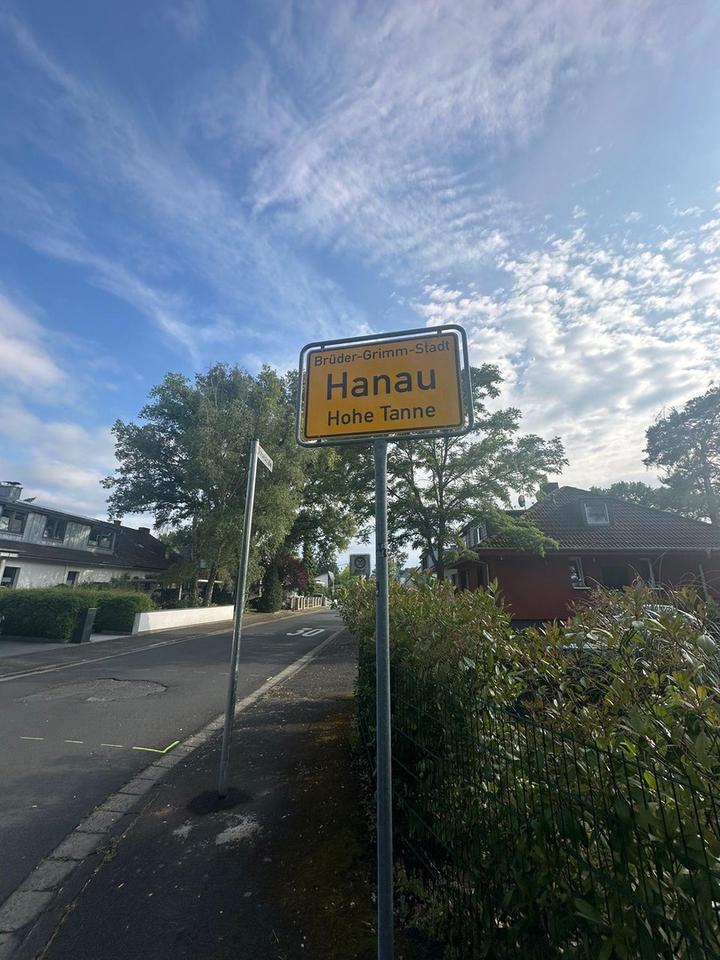 Brüder-Grimm-Stadt
Hanau
Hohe Tanne
30